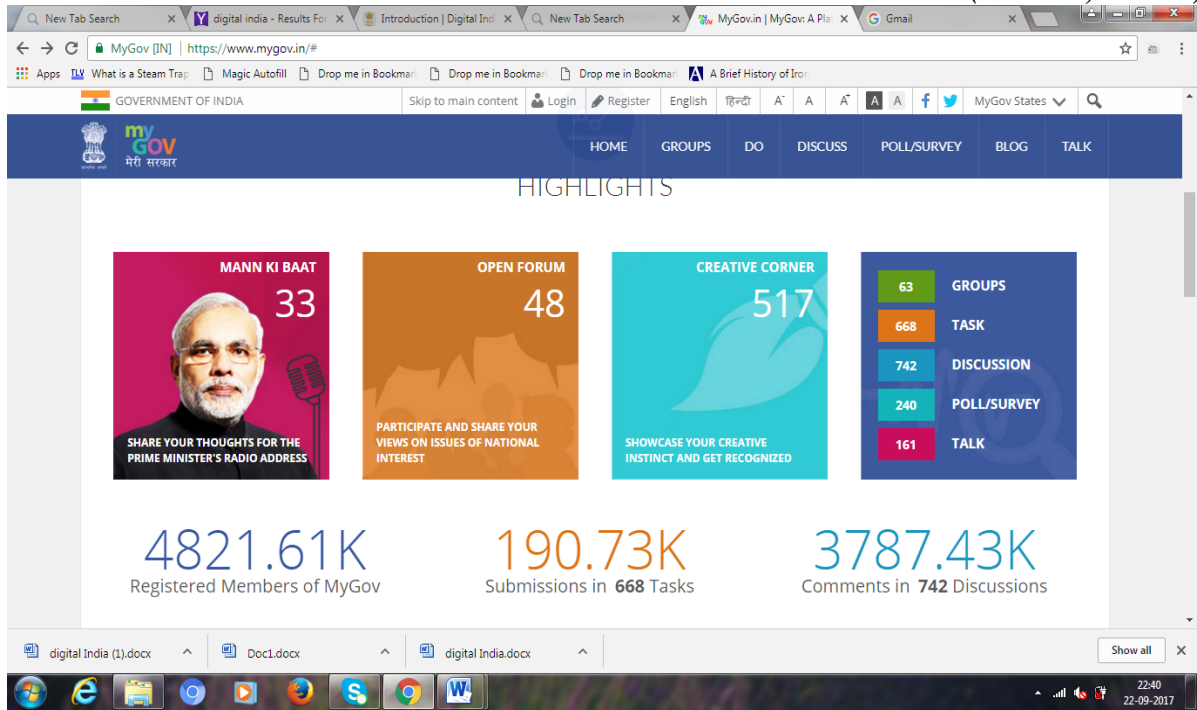 New Tab Search
digital india - Results For
Introduction | Digital Ind
New Tab Search
MyGov.in | MyGov: A Pla
Gmail
MyGov [IN] | https://www.mygov.in/#
Apps
What is a Steam Trap
Magic Autofill
Drop me in Bookmar
Drop me in Bookmar
Drop me in Bookmar
A Brief History of Iron
GOVERNMENT OF INDIA
Skip to main content
Login
Register
English
हिन्दी
A-
A
A+
A
A
MyGov States
my
GOV
मेरी सरकार
HOME
GROUPS
DO
DISCUSS
POLL/SURVEY
BLOG
TALK
HIGHLIGHTS
MANN KI BAAT
33
SHARE YOUR THOUGHTS FOR THE
PRIME MINISTER'S RADIO ADDRESS
OPEN FORUM
48
PARTICIPATE AND SHARE YOUR
VIEWS ON ISSUES OF NATIONAL
INTEREST
CREATIVE CORNER
517
SHOWCASE YOUR CREATIVE
INSTINCT AND GET RECOGNIZED
63 GROUPS
668 TASK
742 DISCUSSION
240 POLL/SURVEY
161 TALK
4821.61K
Registered Members of MyGov
190.73K
Submissions in 668 Tasks
3787.43K
Comments in 742 Discussions
digital India (1).docx
Doc1.docx
digital India.docx
Show all
22:40
22-09-2017